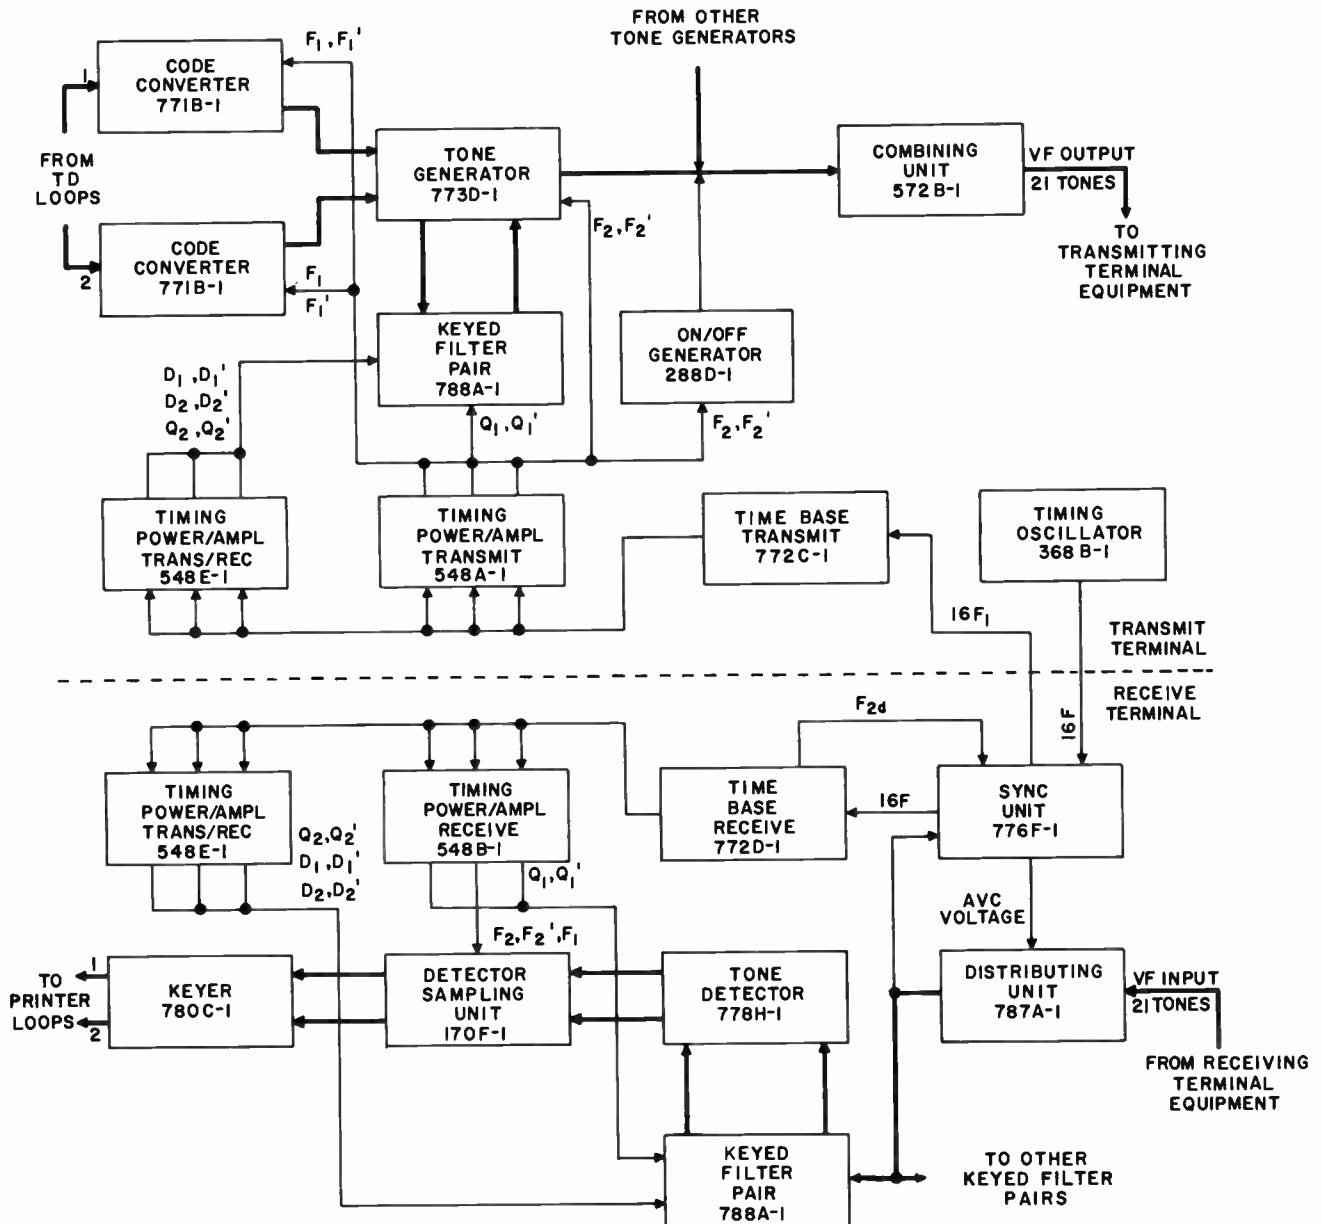 FROM OTHER
TONE GENERATORS
F1, F1'
CODE
CONVERTER
771B-1
1
FROM
TD
LOOPS
2
CODE
CONVERTER
771B-1
F1
F1'
TONE
GENERATOR
773D-1
F2, F2'
COMBINING
UNIT
572B-1
VF OUTPUT
21 TONES
TO
TRANSMITTING
TERMINAL
EQUIPMENT
KEYED
FILTER
PAIR
788A-1
ON/OFF
GENERATOR
288D-1
D1, D1'
D2, D2'
Q2, Q2'
Q1, Q1'
F2, F2'
TIMING
POWER/AMPL
TRANS/REC
548E-1
TIMING
POWER/AMPL
TRANSMIT
548A-1
TIME BASE
TRANSMIT
772C-1
TIMING
OSCILLATOR
368B-1
16F1
TRANSMIT
TERMINAL
RECEIVE
TERMINAL
F2d
16F
TIMING
POWER/AMPL
TRANS/REC
548E-1
Q2, Q2'
D1, D1'
D2, D2'
TIMING
POWER/AMPL
RECEIVE
548B-1
Q1, Q1'
TIME
BASE
RECEIVE
772D-1
16F
SYNC
UNIT
776F-1
AVC
VOLTAGE
F2, F2', F1
TO
PRINTER
LOOPS
1
2
KEYER
780C-1
DETECTOR
SAMPLING
UNIT
170F-1
TONE
DETECTOR
778H-1
DISTRIBUTING
UNIT
787A-1
VF INPUT
21 TONES
FROM RECEIVING
TERMINAL
EQUIPMENT
KEYED
FILTER
PAIR
788A-1
TO OTHER
KEYED FILTER
PAIRS